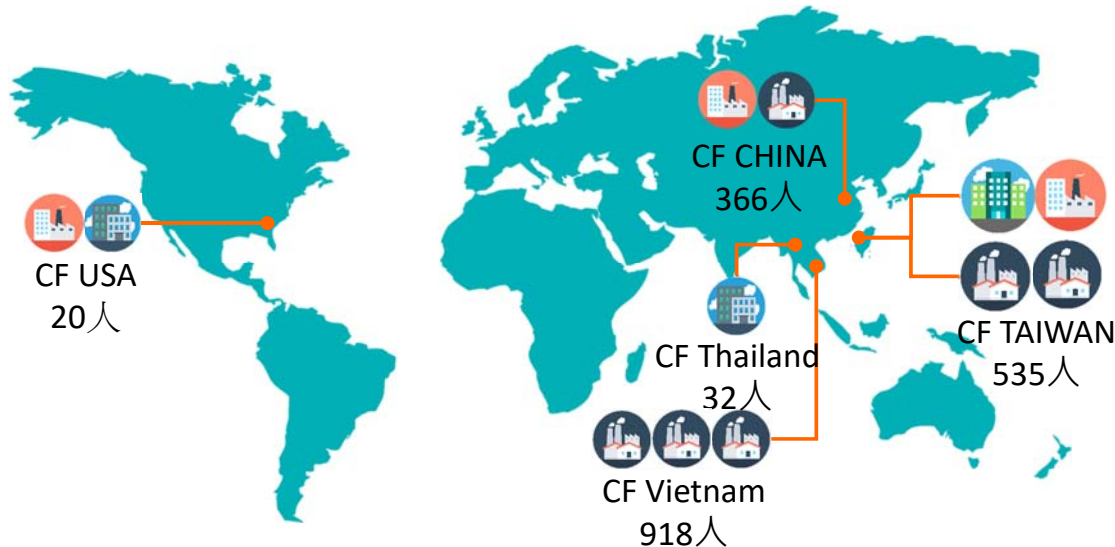 CF CHINA
366人
CF USA
20人
CF TAIWAN
535人
CF Thailand
32人
CF Vietnam
918人